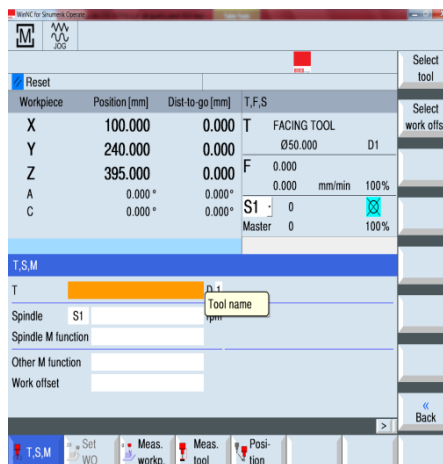 WinNC for Sinumerik Operate
M
JOG
Select
tool
Reset
Workpiece Position [mm] Dist-to-go [mm] T,F,S
Select
work offs
X 100.000 0.000 T FACING TOOL
Y 240.000 0.000 Ø50.000 D1
Z 395.000 0.000 F 0.000
0.000 mm/min 100%
A 0.000 ° 0.000 °
C 0.000 ° 0.000 ° S1 0
Master 0 100%
T,S,M
T D 1
Tool name
Spindle S1 rpm
Spindle M function
Other M function
Work offset
«
Back
>
T,S,M
Set
WO
Meas.
workp.
Meas.
tool
Posi-
tion